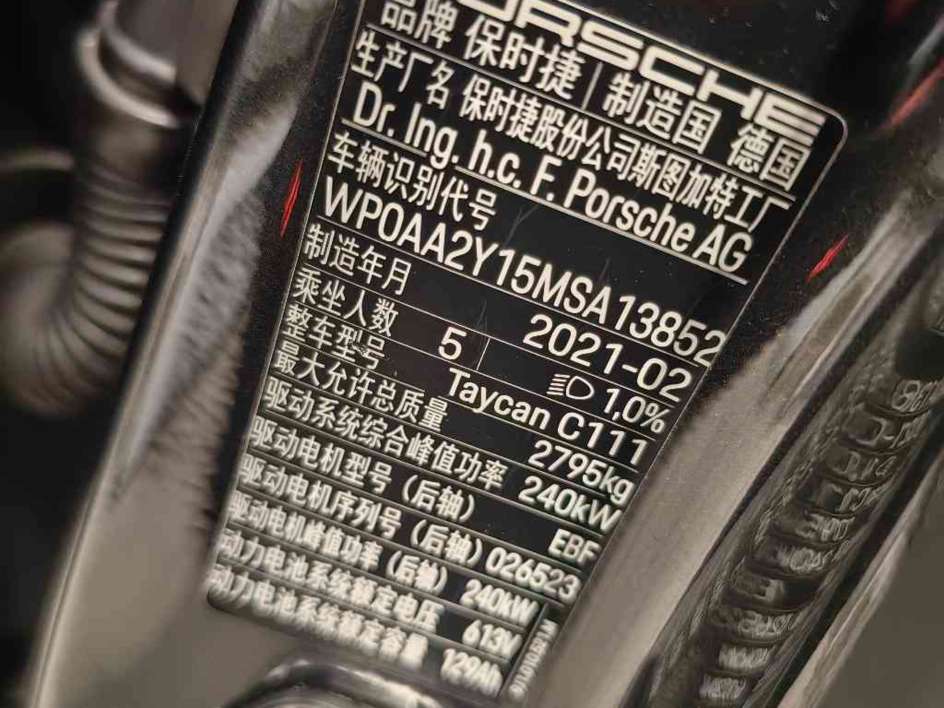 PORSCHE
品牌 保时捷 | 制造国 德国
生产厂名 保时捷股份公司斯图加特工厂
Dr. Ing. h.c. F. Porsche AG
车辆识别代号
WP0AA2Y15MSA13852
制造年月 2021-02
乘坐人数 5 | 1,0%
整车型号 Taycan C111
最大允许总质量 2795kg
驱动系统综合峰值功率 240kW
驱动电机型号(后轴) EBF
驱动电机序列号(后轴) 026523
驱动电机峰值功率(后轴) 240kW
动力电池系统额定电压 613V
动力电池系统额定容量 129Ah